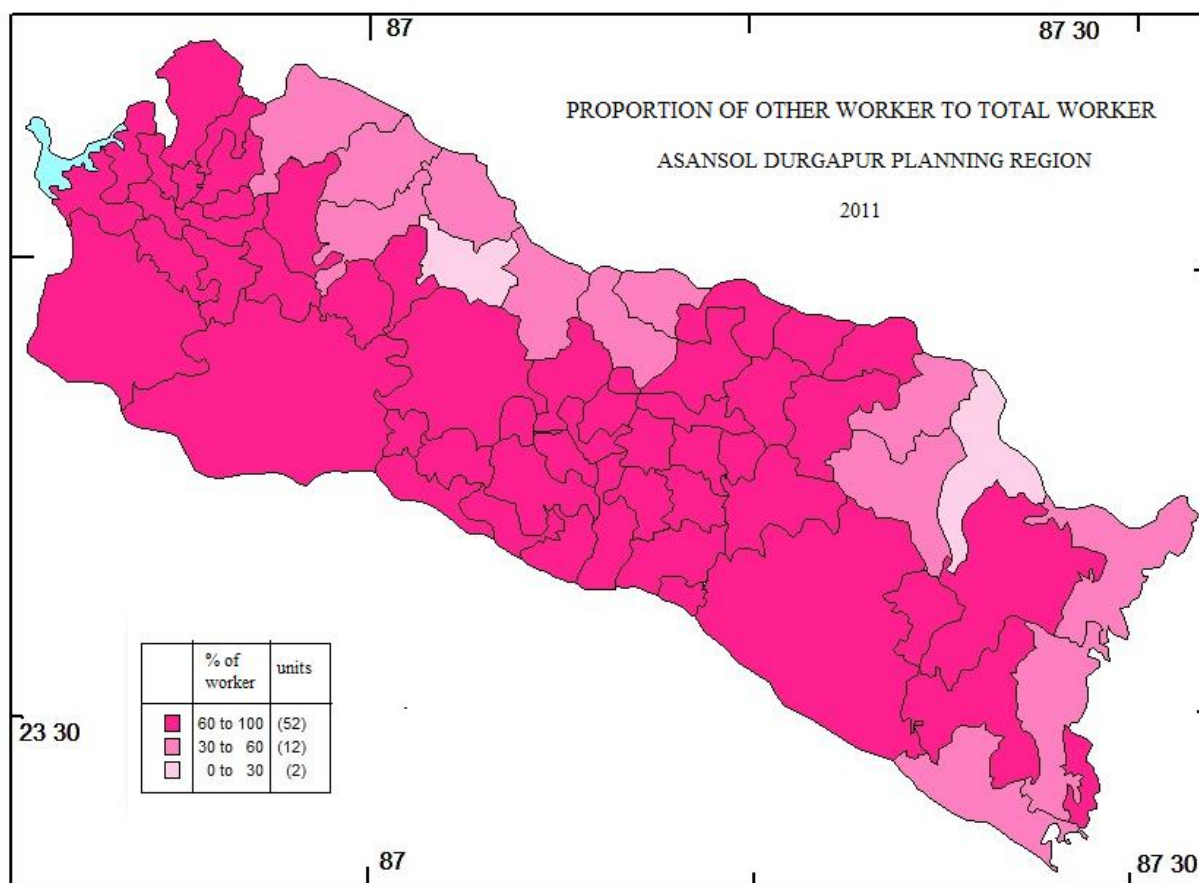 87
87 30
PROPORTION OF OTHER WORKER TO TOTAL WORKER
ASANSOL DURGAPUR PLANNING REGION
2011
% of worker units
60 to 100 (52)
30 to 60 (12)
0 to 30 (2)
23 30
87
87 30